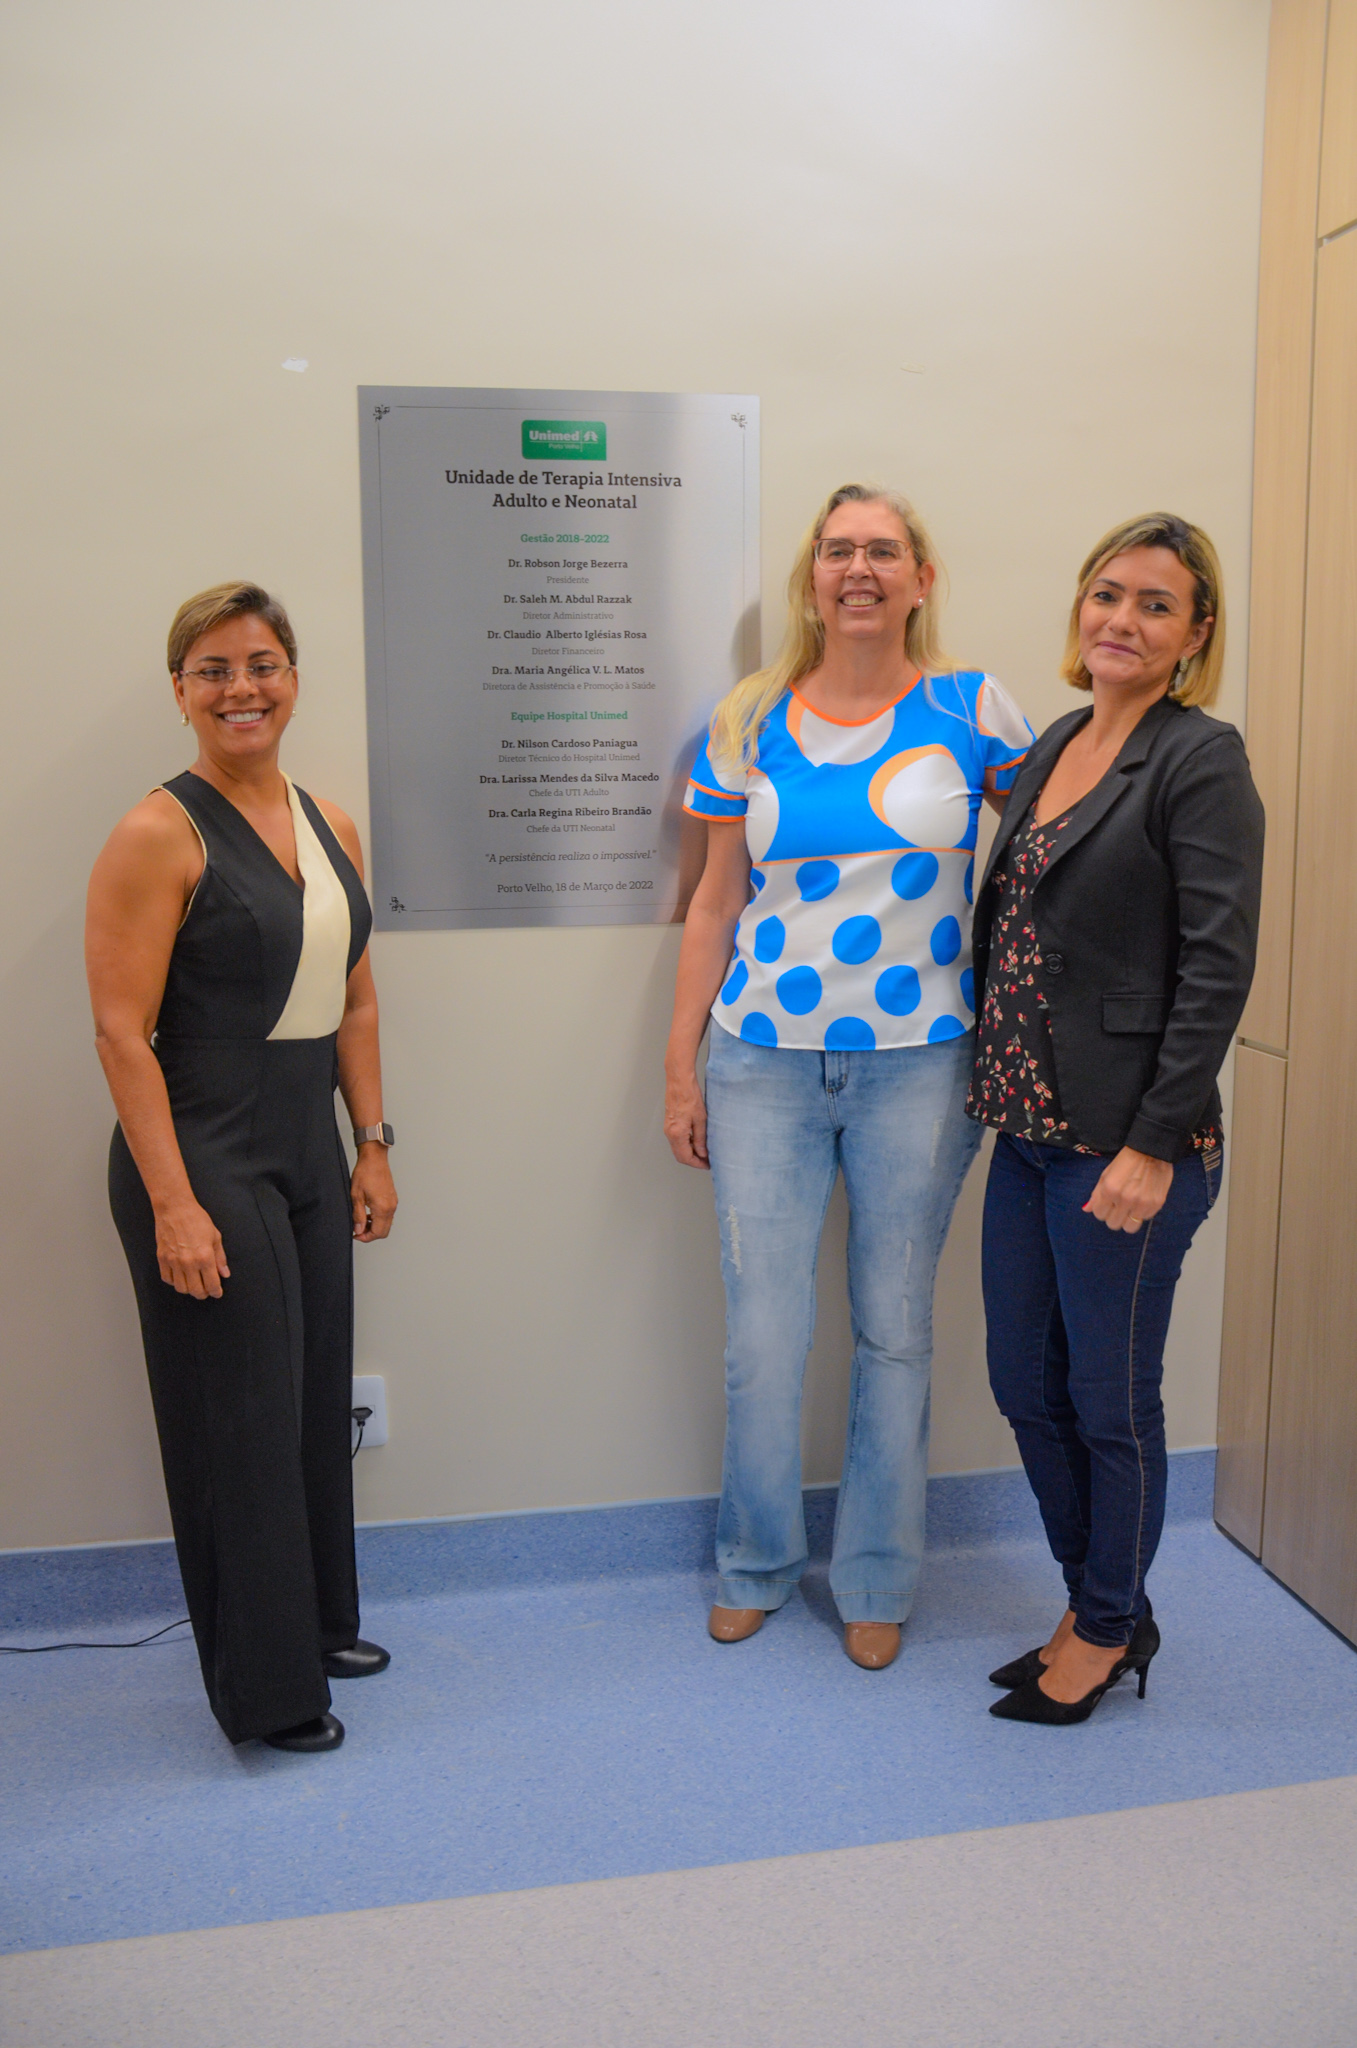 Unimed
Porto Velho
Unidade de Terapia Intensiva
Adulto e Neonatal
Gestão 2018-2022
Dr. Robson Jorge Bezerra
Presidente
Dr. Saleh M. Abdul Razzak
Diretor Administrativo
Dr. Claudio Alberto Iglésias Rosa
Diretor Financeiro
Dra. Maria Angélica V. L. Matos
Diretora de Assistência e Promoção à Saúde
Equipe Hospital Unimed
Dr. Nilson Cardoso Paniagua
Diretor Técnico do Hospital Unimed
Dra. Larissa Mendes da Silva Macedo
Chefe da UTI Adulto
Dra. Carla Regina Ribeiro Brandão
Chefe da UTI Neonatal
"A persistência realiza o impossível."
Porto Velho, 18 de Março de 2022